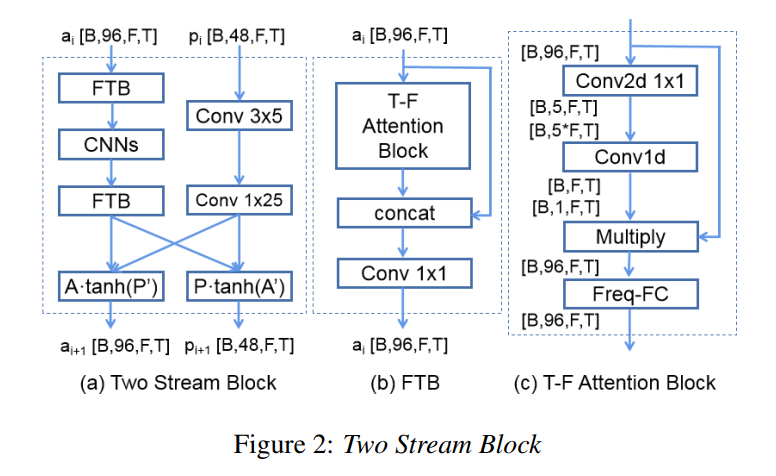 aᵢ [B,96,F,T]
pᵢ [B,48,F,T]
FTB
CNNs
FTB
Conv 3x5
Conv 1x25
A·tanh(P')
P·tanh(A')
aᵢ₊₁ [B,96,F,T]
pᵢ₊₁ [B,48,F,T]
(a) Two Stream Block
aᵢ [B,96,F,T]
T-F
Attention
Block
concat
Conv 1x1
aᵢ [B,96,F,T]
(b) FTB
[B,96,F,T]
Conv2d 1x1
[B,5,F,T]
[B,5*F,T]
Conv1d
[B,F,T]
[B,1,F,T]
Multiply
[B,96,F,T]
Freq-FC
[B,96,F,T]
(c) T-F Attention Block
Figure 2: Two Stream Block